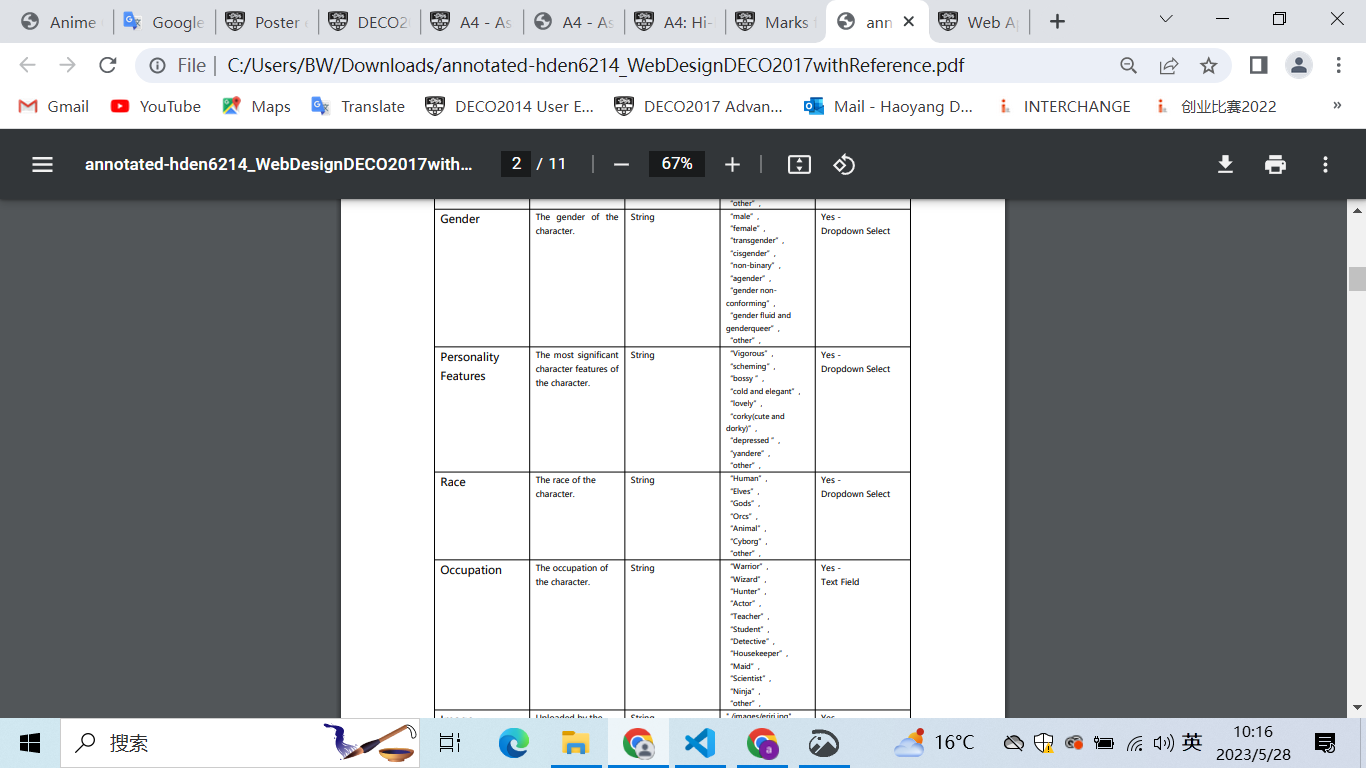 Anime
Google
Poster
DECO2
A4 - As
A4 - As
A4: Hi-
Marks
ann
Web A
File
C:/Users/BW/Downloads/annotated-hden6214_WebDesignDECO2017withReference.pdf
Gmail
YouTube
Maps
Translate
DECO2014 User E...
DECO2017 Advan...
Mail - Haoyang D...
INTERCHANGE
创业比赛2022
»
annotated-hden6214_WebDesignDECO2017with...
2 / 11
67%
"other" ,
Gender
The gender of the
character.
String
"male" ,
"female" ,
"transgender" ,
"cisgender" ,
"non-binary" ,
"agender" ,
"gender non-
conforming" ,
"gender fluid and
genderqueer" ,
"other" ,
Yes -
Dropdown Select
Personality
Features
The most significant
character features of
the character.
String
"Vigorous" ,
"scheming" ,
"bossy " ,
"cold and elegant" ,
"lovely" ,
"corky(cute and
dorky)" ,
"depressed " ,
"yandere" ,
"other" ,
Yes -
Dropdown Select
Race
The race of the
character.
String
"Human" ,
"Elves" ,
"Gods" ,
"Orcs" ,
"Animal" ,
"Cyborg" ,
"other" ,
Yes -
Dropdown Select
Occupation
The occupation of
the character.
String
"Warrior" ,
"Wizard" ,
"Hunter" ,
"Actor" ,
"Teacher" ,
"Student" ,
"Detective" ,
"Housekeeper" ,
"Maid" ,
"Scientist" ,
"Ninja" ,
"other" ,
Yes -
Text Field
Uploaded by the
String
Yes
搜索
16°C
英
10:16
2023/5/28